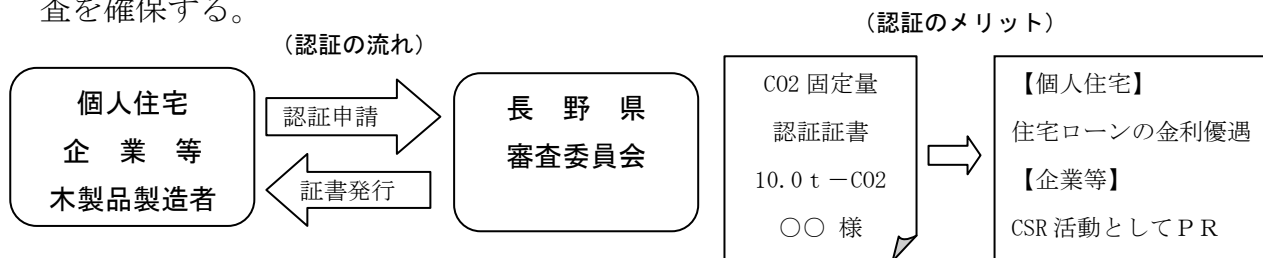 査を確保する。
（認証の流れ）
（認証のメリット）
個人住宅
企　業　等
木製品製造者
認証申請
証書発行
長　野　県
審査委員会
CO2 固定量
認証証書
10.0ｔ－CO2
○○ 様
【個人住宅】
住宅ローンの金利優遇
【企業等】
CSR 活動としてＰＲ